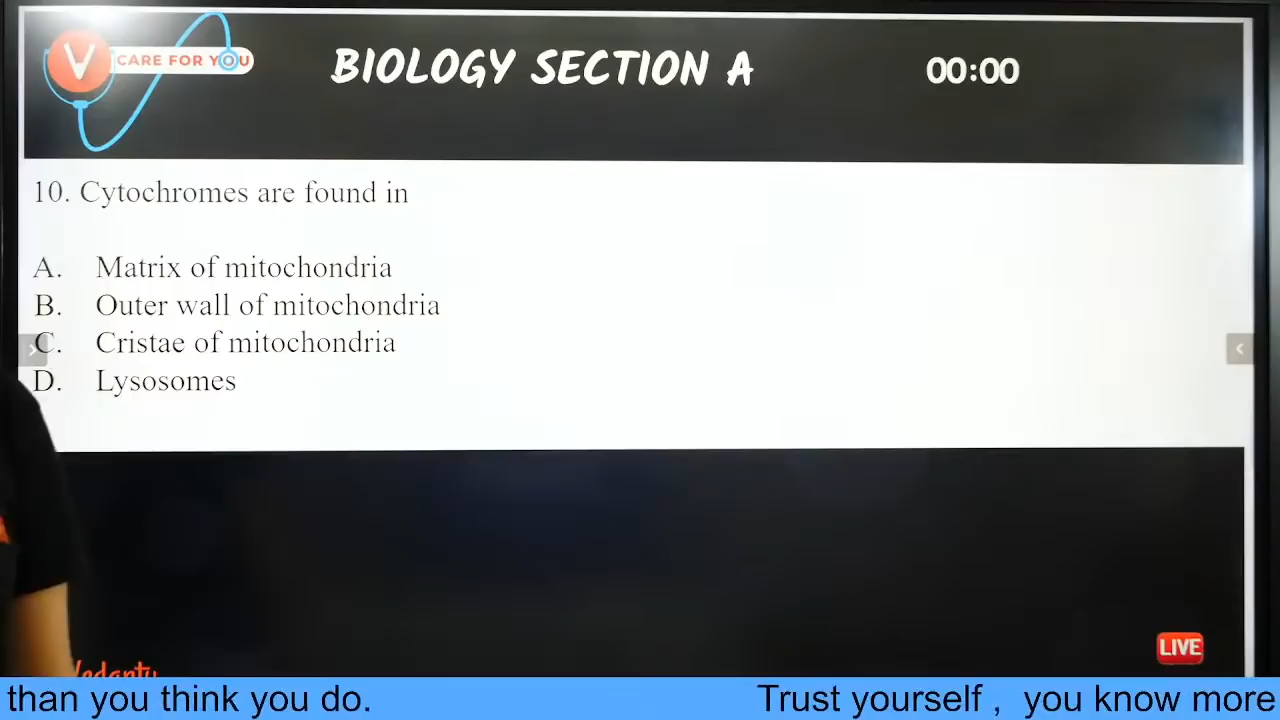 V CARE FOR YOU
BIOLOGY SECTION A
00:00
10. Cytochromes are found in
A. Matrix of mitochondria
B. Outer wall of mitochondria
C. Cristae of mitochondria
D. Lysosomes
LIVE
than you think you do. Trust yourself , you know more